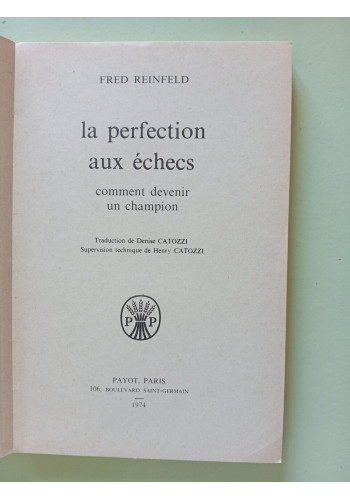 FRED REINFELD
la perfection
aux échecs
comment devenir
un champion
Traduction de Denise CATOZZI
Supervision technique de Henry CATOZZI
P P
PAYOT, PARIS
106, BOULEVARD SAINT-GERMAIN
1974